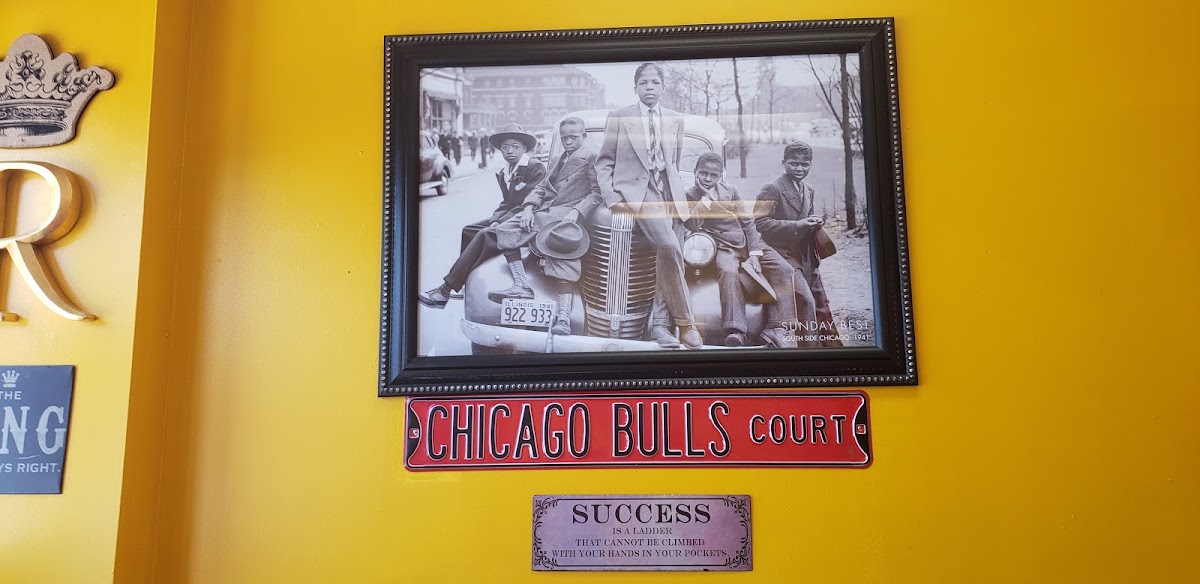 R
THE
NG
YS RIGHT.
ILLINOIS 1941
922 933
SUNDAY BEST
SOUTH SIDE CHICAGO 1941
CHICAGO BULLS COURT
SUCCESS
IS A LADDER
THAT CANNOT BE CLIMBED
WITH YOUR HANDS IN YOUR POCKETS.